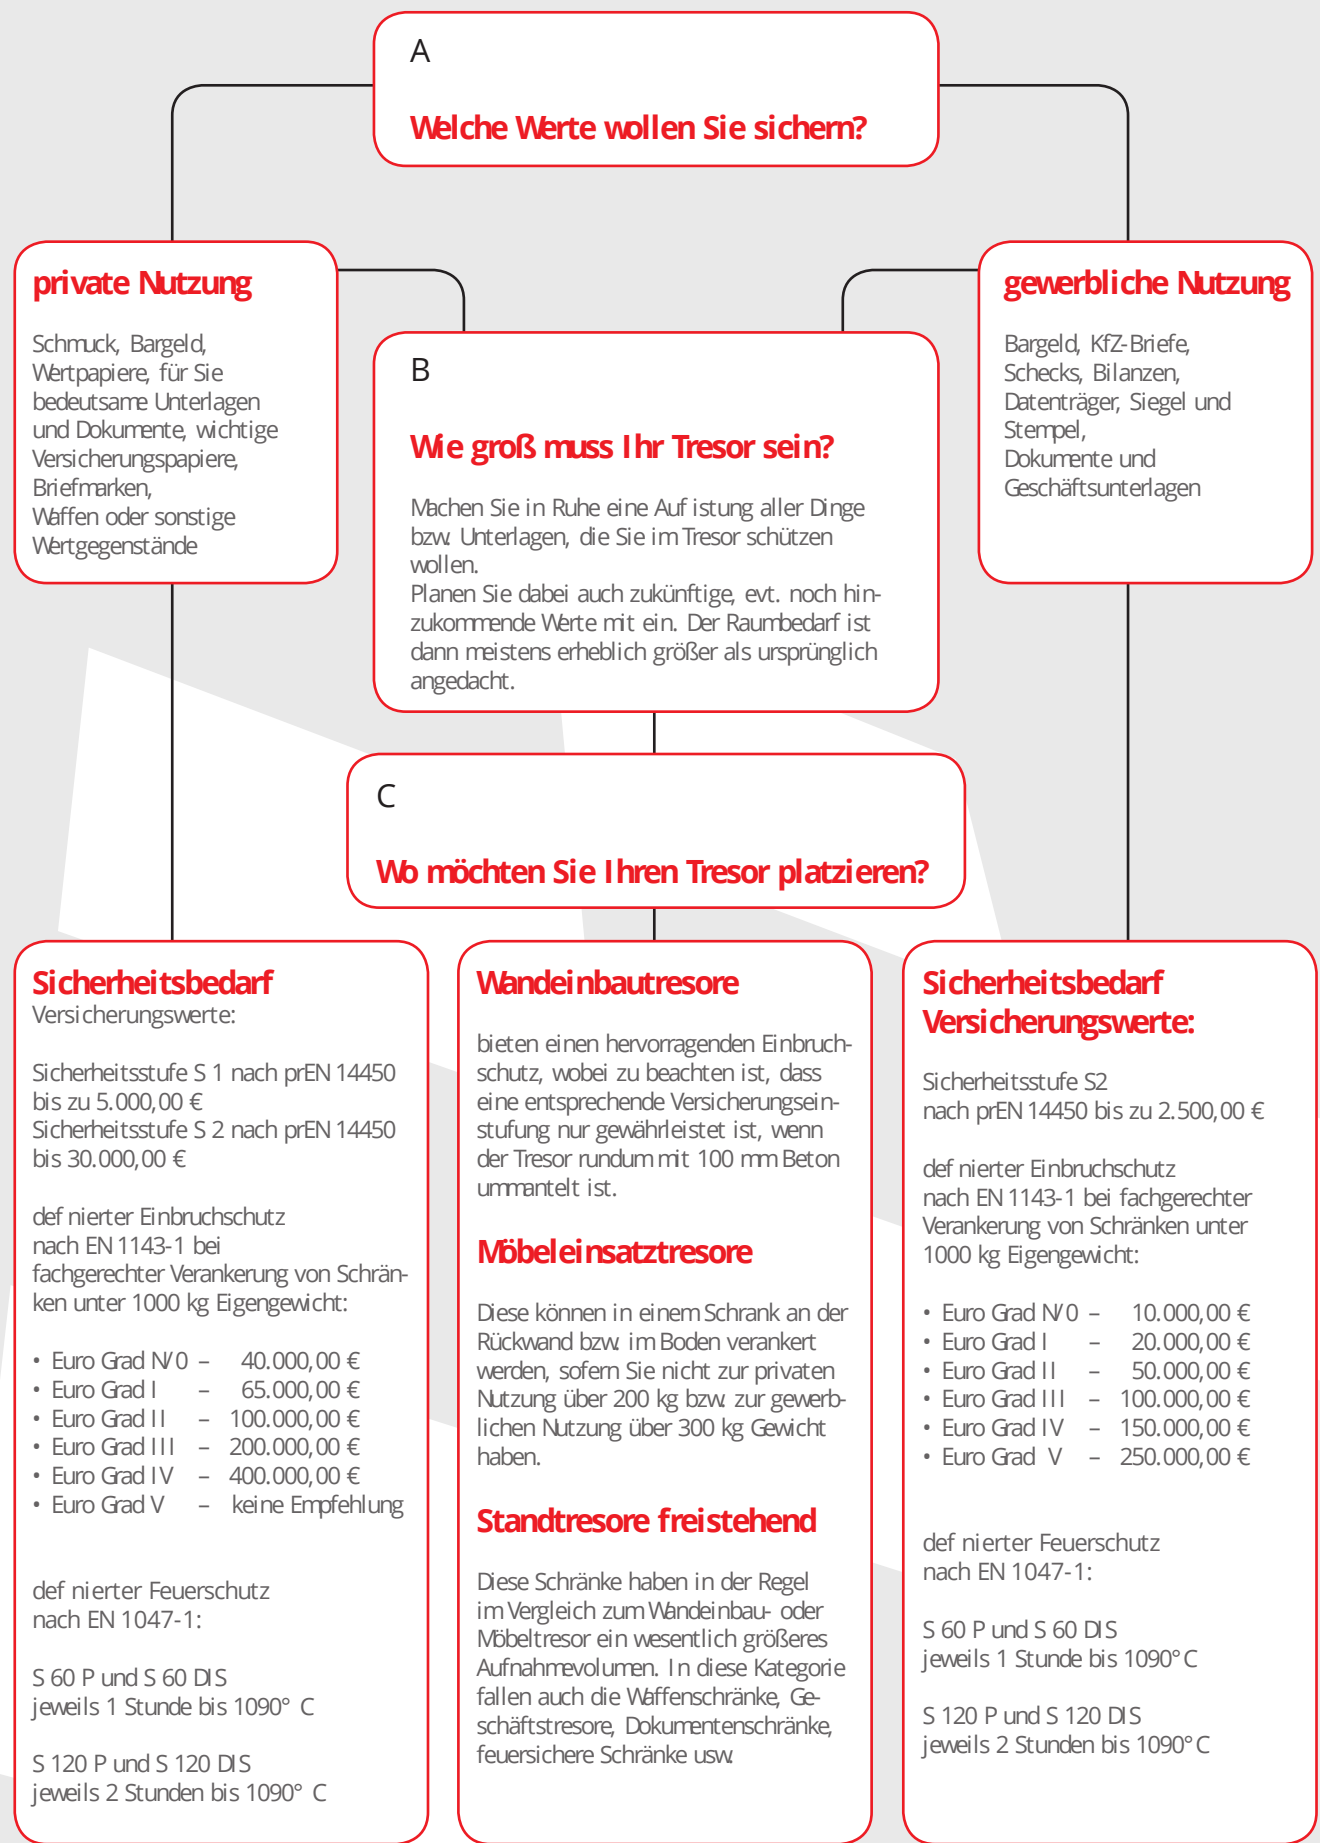 A
Welche Werte wollen Sie sichern?
private Nutzung
Schmuck, Bargeld,
Wertpapiere, für Sie
bedeutsame Unterlagen
und Dokumente, wichtige
Versicherungspapiere,
Briefmarken,
Waffen oder sonstige
Wertgegenstände
gewerbliche Nutzung
Bargeld, KfZ-Briefe,
Schecks, Bilanzen,
Datenträger, Siegel und
Stempel,
Dokumente und
Geschäftsunterlagen
B
Wie groß muss Ihr Tresor sein?
Machen Sie in Ruhe eine Auf istung aller Dinge
bzw. Unterlagen, die Sie im Tresor schützen
wollen.
Planen Sie dabei auch zukünftige, evt. noch hin-
zukommende Werte mit ein. Der Raumbedarf ist
dann meistens erheblich größer als ursprünglich
angedacht.
C
Wo möchten Sie Ihren Tresor platzieren?
Sicherheitsbedarf
Versicherungswerte:
Sicherheitsstufe S 1 nach prEN 14450
bis zu 5.000,00 €
Sicherheitsstufe S 2 nach prEN 14450
bis 30.000,00 €
def nierter Einbruchschutz
nach EN 1143-1 bei
fachgerechter Verankerung von Schrän-
ken unter 1000 kg Eigengewicht:
• Euro Grad N/0 – 40.000,00 €
• Euro Grad I – 65.000,00 €
• Euro Grad II – 100.000,00 €
• Euro Grad III – 200.000,00 €
• Euro Grad IV – 400.000,00 €
• Euro Grad V – keine Empfehlung
def nierter Feuerschutz
nach EN 1047-1:
S 60 P und S 60 DIS
jeweils 1 Stunde bis 1090° C
S 120 P und S 120 DIS
jeweils 2 Stunden bis 1090° C
Wandeinbautresore
bieten einen hervorragenden Einbruch-
schutz, wobei zu beachten ist, dass
eine entsprechende Versicherungsein-
stufung nur gewährleistet ist, wenn
der Tresor rundum mit 100 mm Beton
ummantelt ist.
Möbeleinsatztresore
Diese können in einem Schrank an der
Rückwand bzw. im Boden verankert
werden, sofern Sie nicht zur privaten
Nutzung über 200 kg bzw. zur gewerb-
lichen Nutzung über 300 kg Gewicht
haben.
Standtresore freistehend
Diese Schränke haben in der Regel
im Vergleich zum Wandeinbau- oder
Möbeltresor ein wesentlich größeres
Aufnahmevolumen. In diese Kategorie
fallen auch die Waffenschränke, Ge-
schäftstresore, Dokumentenschränke,
feuersichere Schränke usw.
Sicherheitsbedarf
Versicherungswerte:
Sicherheitsstufe S2
nach prEN 14450 bis zu 2.500,00 €
def nierter Einbruchschutz
nach EN 1143-1 bei fachgerechter
Verankerung von Schränken unter
1000 kg Eigengewicht:
• Euro Grad N/0 – 10.000,00 €
• Euro Grad I – 20.000,00 €
• Euro Grad II – 50.000,00 €
• Euro Grad III – 100.000,00 €
• Euro Grad IV – 150.000,00 €
• Euro Grad V – 250.000,00 €
def nierter Feuerschutz
nach EN 1047-1:
S 60 P und S 60 DIS
jeweils 1 Stunde bis 1090° C
S 120 P und S 120 DIS
jeweils 2 Stunden bis 1090° C